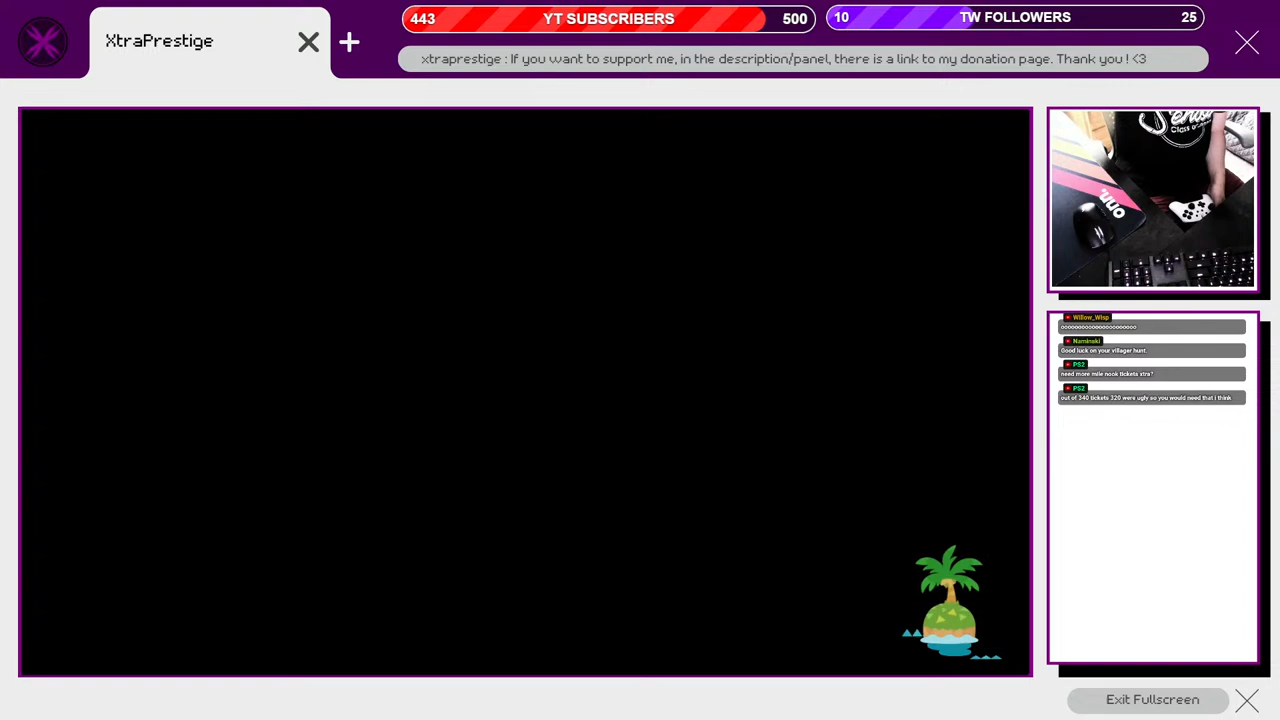 443 YT SUBSCRIBERS 500
10 TW FOLLOWERS 25
XtraPrestige
xtraprestige : If you want to support me, in the description/panel, there is a link to my donation page. Thank you ! <3
onn.
Willow_Wisp
Naminski
Good luck on your villager hunt.
PS2
need more mile nook tickets xtra?
PS2
out of 340 tickets 320 were ugly so you would need that i think
Exit Fullscreen